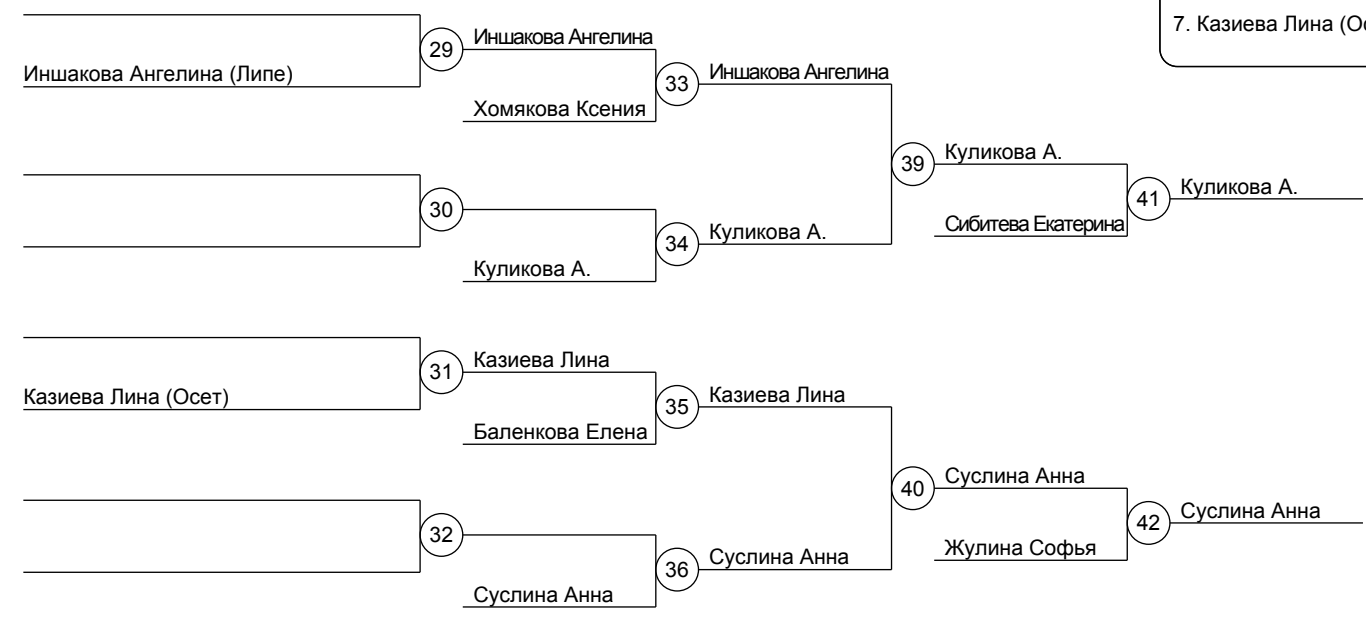 7. Казиева Лина (Ос
29
Иншакова Ангелина
Иншакова Ангелина (Липе)
33
Иншакова Ангелина
Хомякова Ксения
39
Куликова А.
30
41
Куликова А.
Сибитева Екатерина
34
Куликова А.
Куликова А.
31
Казиева Лина
Казиева Лина (Осет)
35
Казиева Лина
Баленкова Елена
40
Суслина Анна
42
Суслина Анна
32
Жулина Софья
36
Суслина Анна
Суслина Анна